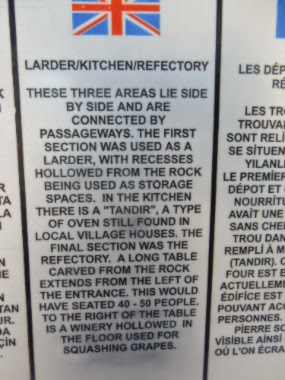 LARDER/KITCHEN/REFECTORY
THESE THREE AREAS LIE SIDE
BY SIDE AND ARE
CONNECTED BY
PASSAGEWAYS. THE FIRST
SECTION WAS USED AS A
LARDER, WITH RECESSES
HOLLOWED FROM THE ROCK
BEING USED AS STORAGE
SPACES. IN THE KITCHEN
THERE IS A "TANDIR", A TYPE
OF OVEN STILL FOUND IN
LOCAL VILLAGE HOUSES. THE
FINAL SECTION WAS THE
REFECTORY. A LONG TABLE
CARVED FROM THE ROCK
EXTENDS FROM THE LEFT OF
THE ENTRANCE. THIS WOULD
HAVE SEATED 40 - 50 PEOPLE.
TO THE RIGHT OF THE TABLE
IS A WINERY HOLLOWED IN
THE FLOOR USED FOR
SQUASHING GRAPES.
LES DÉP
RÉ
LES TRO
TROUVA
SONT RELI
SE SITUEN
YILANL
LE PREMIER
DÉPOT ET
NOURRITU
AVAIT UNE
SANS CHE
TROU DAN
REMPLI À M
(TANDIR). C
FOUR EST E
ACTUELLEM
ÉDIFICE EST
POUVANT ACC
PERSONNES.
PIERRE SO
VISIBLE AINSI
OÙ L'ON ÉCRA